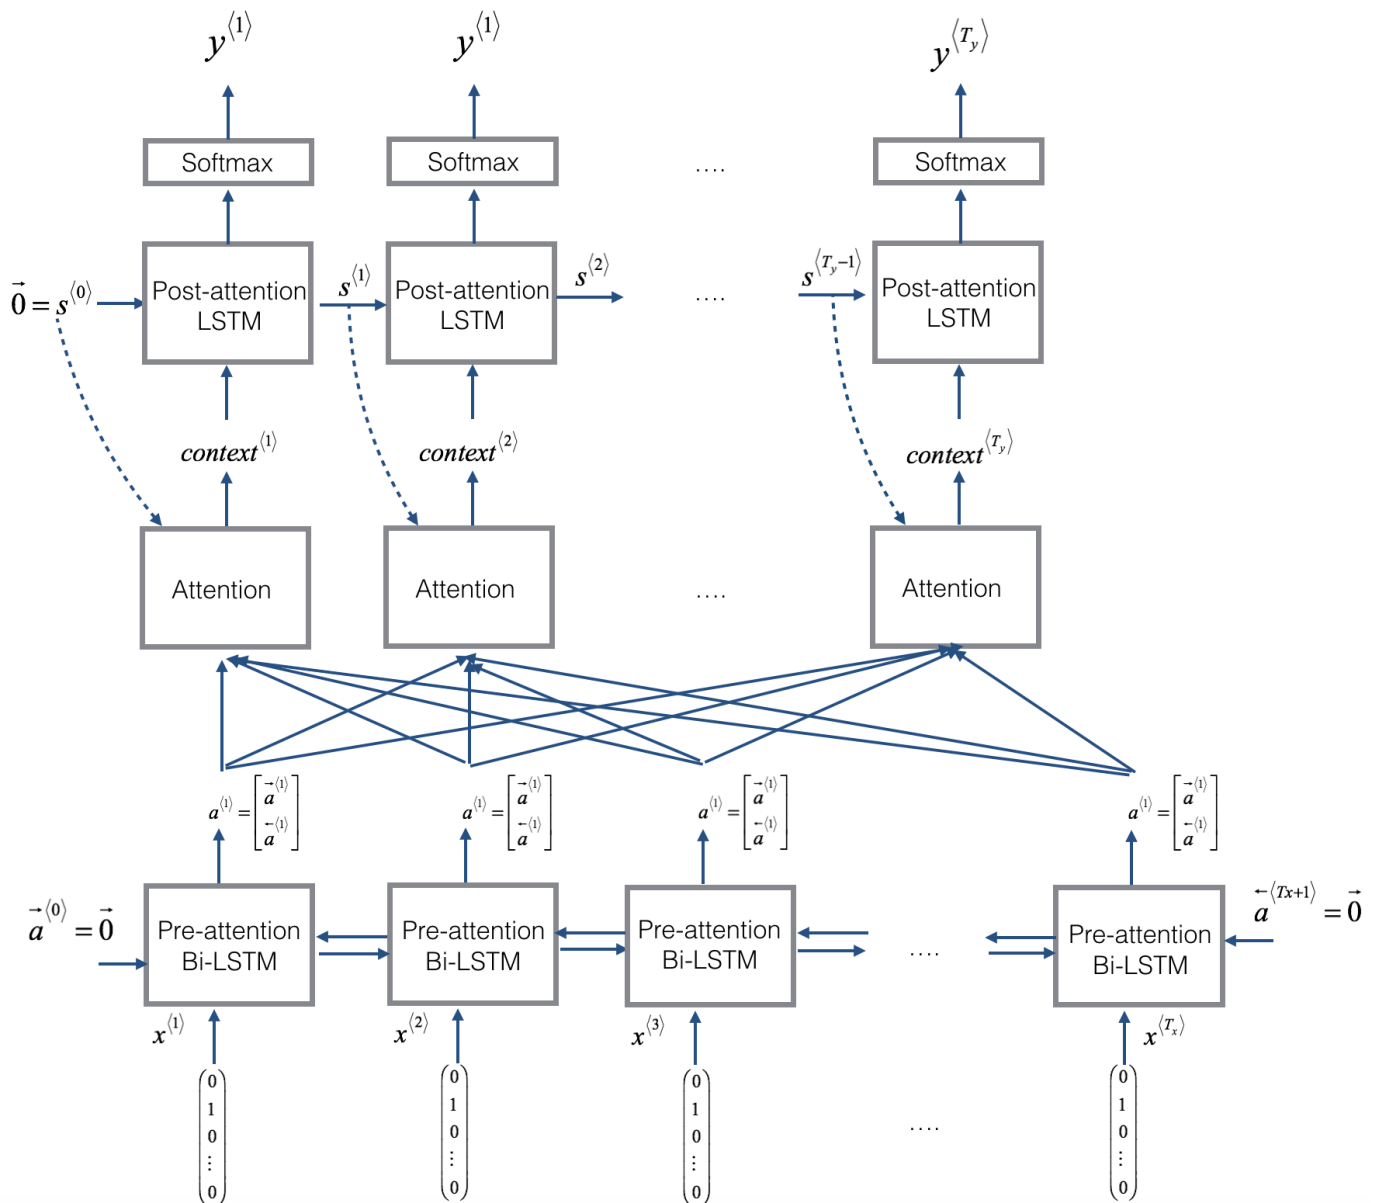 y⟨1⟩ y⟨1⟩ y⟨T_y⟩
Softmax Softmax .... Softmax
0⃗ = s⟨0⟩ Post-attention LSTM s⟨1⟩ Post-attention LSTM s⟨2⟩ .... s⟨T_y−1⟩ Post-attention LSTM
context⟨1⟩ context⟨2⟩ context⟨T_y⟩
Attention Attention .... Attention
a⟨1⟩ = [a→⟨1⟩ a←⟨1⟩] a⟨1⟩ = [a→⟨1⟩ a←⟨1⟩] a⟨1⟩ = [a→⟨1⟩ a←⟨1⟩] a⟨1⟩ = [a→⟨1⟩ a←⟨1⟩]
a→⟨0⟩ = 0⃗ Pre-attention Bi-LSTM Pre-attention Bi-LSTM Pre-attention Bi-LSTM .... Pre-attention Bi-LSTM a←⟨Tx+1⟩ = 0⃗
x⟨1⟩ x⟨2⟩ x⟨3⟩ x⟨T_x⟩
0 0 0 0
1 1 1 1
0 0 0 .... 0
⋮ ⋮ ⋮ ⋮
0 0 0 0